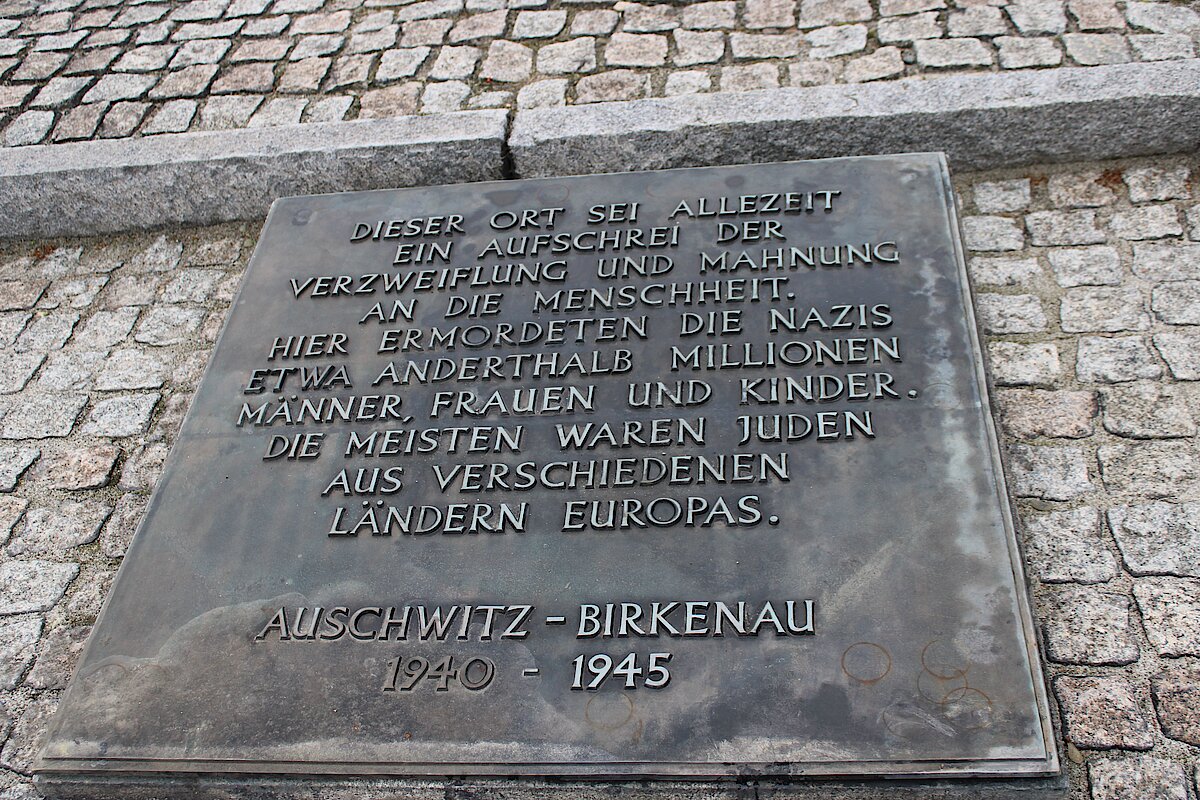 DIESER ORT SEI ALLEZEIT
EIN AUFSCHREI DER
VERZWEIFLUNG UND MAHNUNG
AN DIE MENSCHHEIT.
HIER ERMORDETEN DIE NAZIS
ETWA ANDERTHALB MILLIONEN
MÄNNER, FRAUEN UND KINDER.
DIE MEISTEN WAREN JUDEN
AUS VERSCHIEDENEN
LÄNDERN EUROPAS.
AUSCHWITZ - BIRKENAU
1940 - 1945